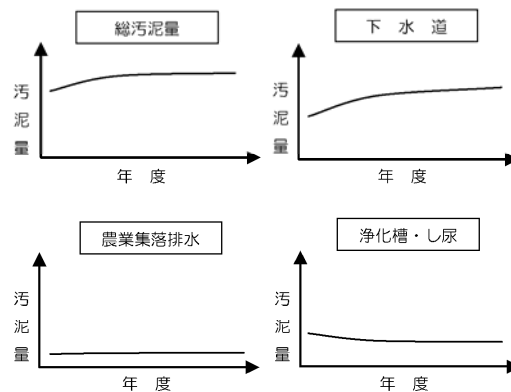 総汚泥量
汚泥量
年 度
下 水 道
汚泥量
年 度
農業集落排水
汚泥量
年 度
浄化槽・し尿
汚泥量
年 度